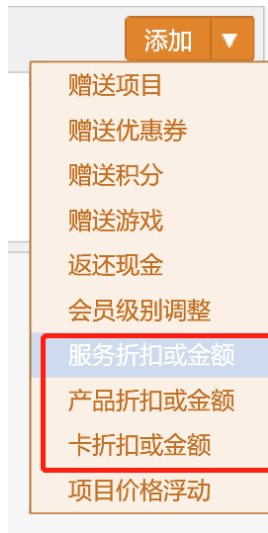 添加 ▼
赠送项目
赠送优惠券
赠送积分
赠送游戏
返还现金
会员级别调整
服务折扣或金额
产品折扣或金额
卡折扣或金额
项目价格浮动